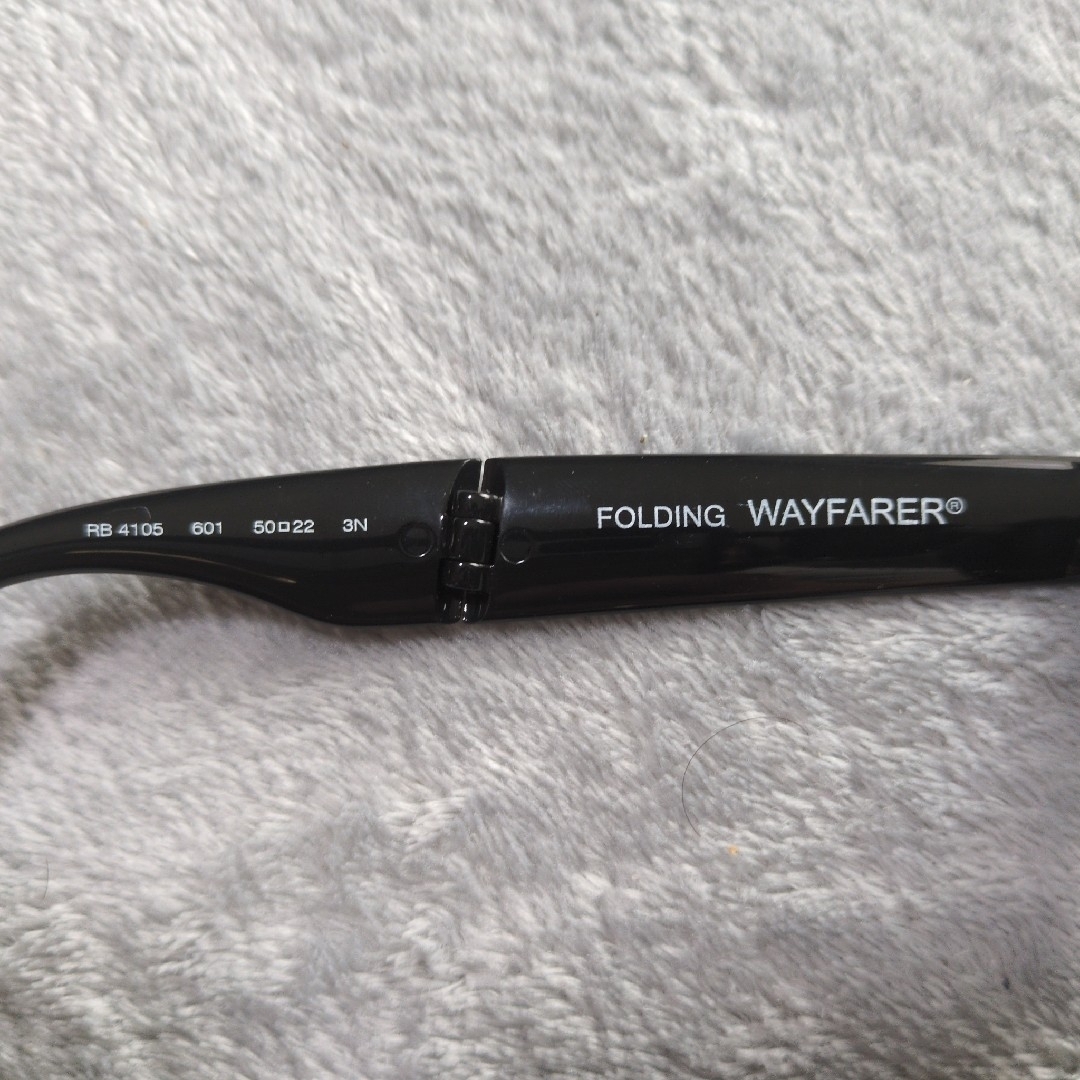 RB 4105 601 50□22 3N
FOLDING WAYFARER®